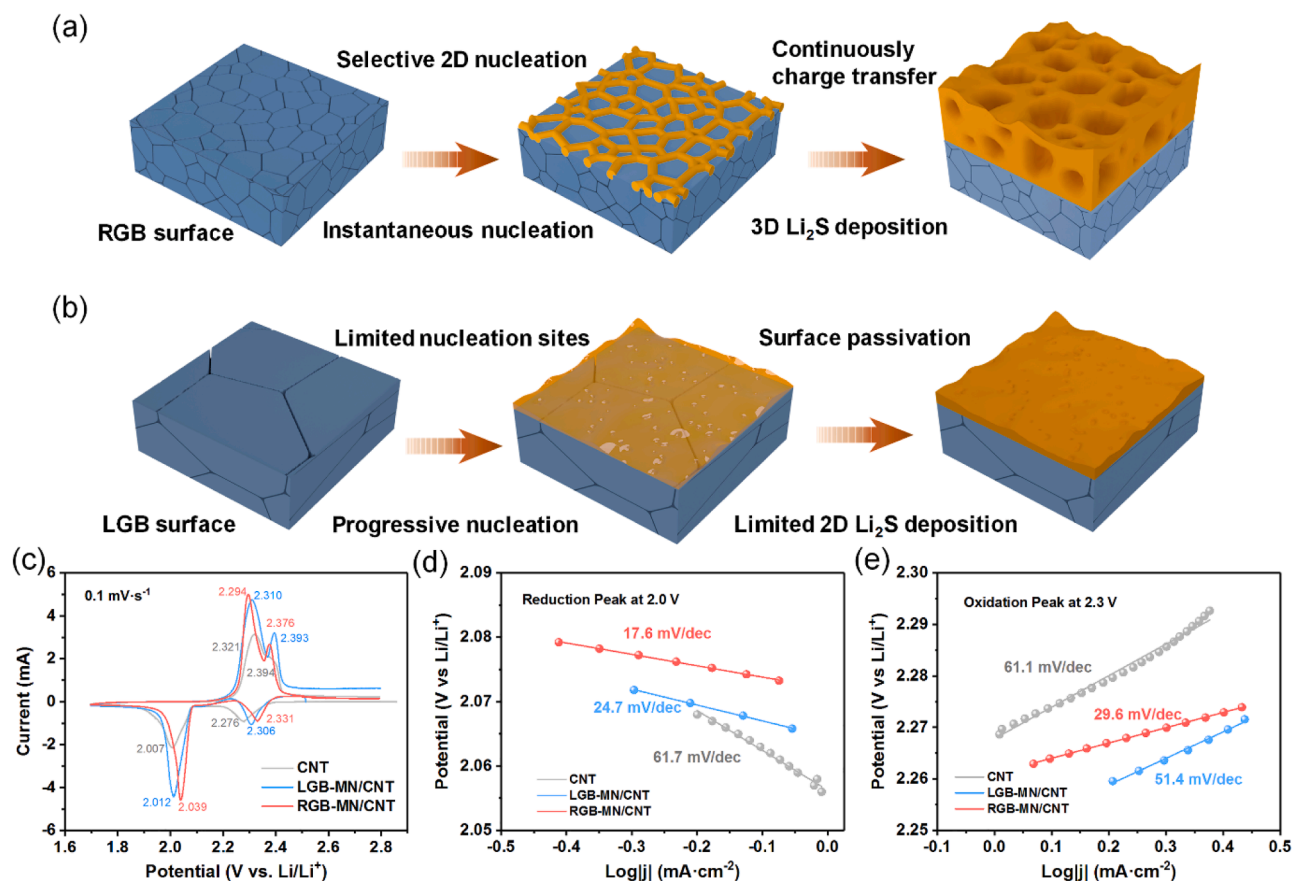 (a)
Selective 2D nucleation
Continuously
charge transfer
RGB surface
Instantaneous nucleation
3D Li₂S deposition
(b)
Limited nucleation sites
Surface passivation
LGB surface
Progressive nucleation
Limited 2D Li₂S deposition
(c)
0.1 mV·s⁻¹
2.294
2.310
2.376
2.393
2.321
2.394
2.276
2.331
2.306
2.007
2.012
2.039
CNT
LGB-MN/CNT
RGB-MN/CNT
6
5
4
3
2
1
0
-1
-2
-4
-6
1.6
1.8
2.0
2.2
2.4
2.6
2.8
Current (mA)
Potential (V vs. Li/Li⁺)
(d)
Reduction Peak at 2.0 V
17.6 mV/dec
24.7 mV/dec
61.7 mV/dec
CNT
LGB-MN/CNT
RGB-MN/CNT
2.09
2.08
2.07
2.06
2.05
-0.5
-0.4
-0.3
-0.2
-0.1
0.0
Potential (V vs Li/Li⁺)
Log|j| (mA·cm⁻²)
(e)
Oxidation Peak at 2.3 V
61.1 mV/dec
29.6 mV/dec
51.4 mV/dec
CNT
LGB-MN/CNT
RGB-MN/CNT
2.30
2.29
2.28
2.27
2.26
2.25
0.0
0.1
0.2
0.3
0.4
0.5
Potential (V vs Li/Li⁺)
Log|j| (mA·cm⁻²)